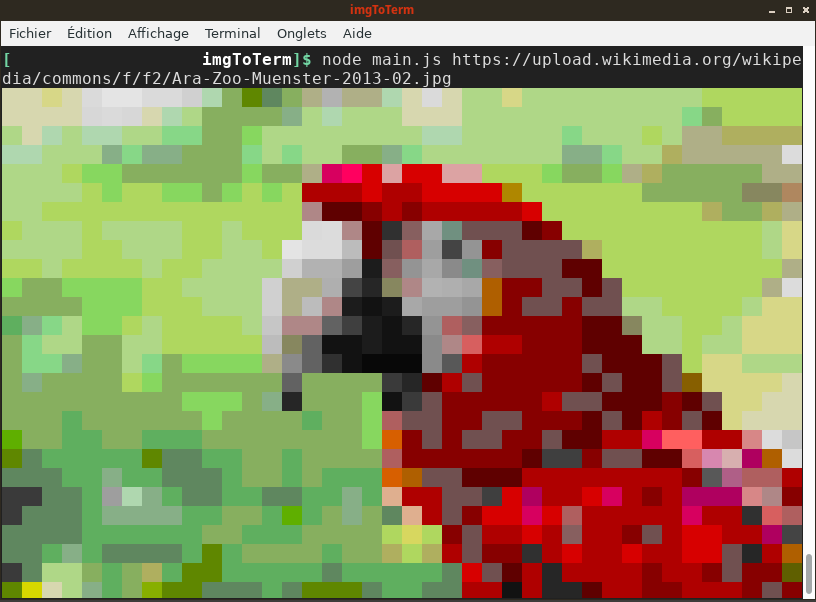 imgToTerm
Fichier Édition Affichage Terminal Onglets Aide
[ imgToTerm]$ node main.js https://upload.wikimedia.org/wikipe
dia/commons/f/f2/Ara-Zoo-Muenster-2013-02.jpg